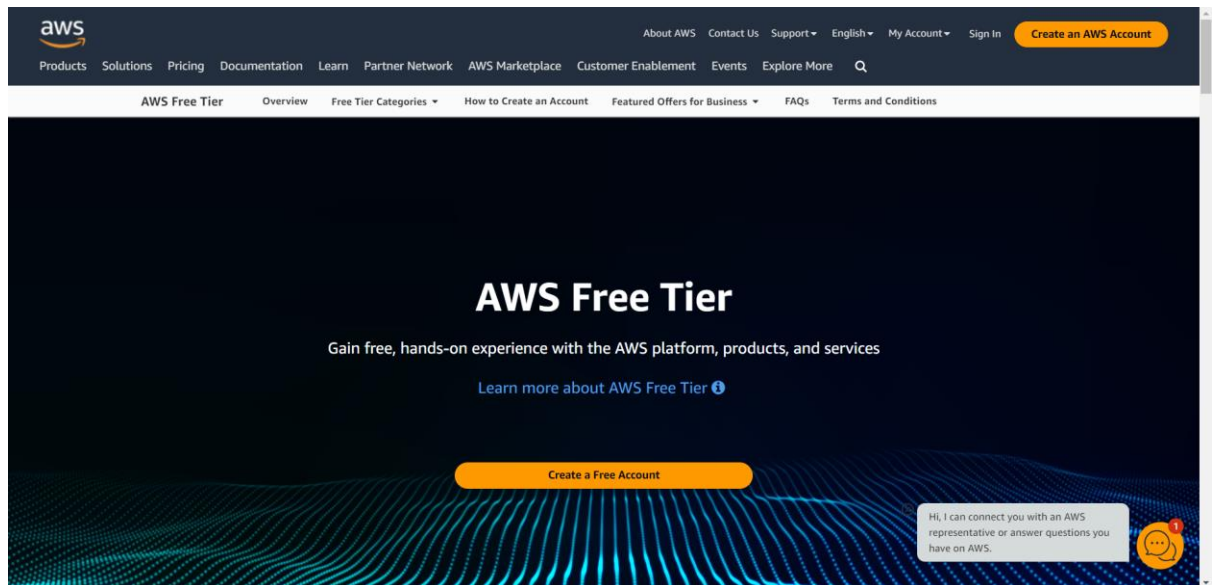 aws
About AWS Contact Us Support English My Account Sign In Create an AWS Account
Products Solutions Pricing Documentation Learn Partner Network AWS Marketplace Customer Enablement Events Explore More
AWS Free Tier Overview Free Tier Categories How to Create an Account Featured Offers for Business FAQs Terms and Conditions
AWS Free Tier
Gain free, hands-on experience with the AWS platform, products, and services
Learn more about AWS Free Tier
Create a Free Account
Hi, I can connect you with an AWS
representative or answer questions you
have on AWS.
1